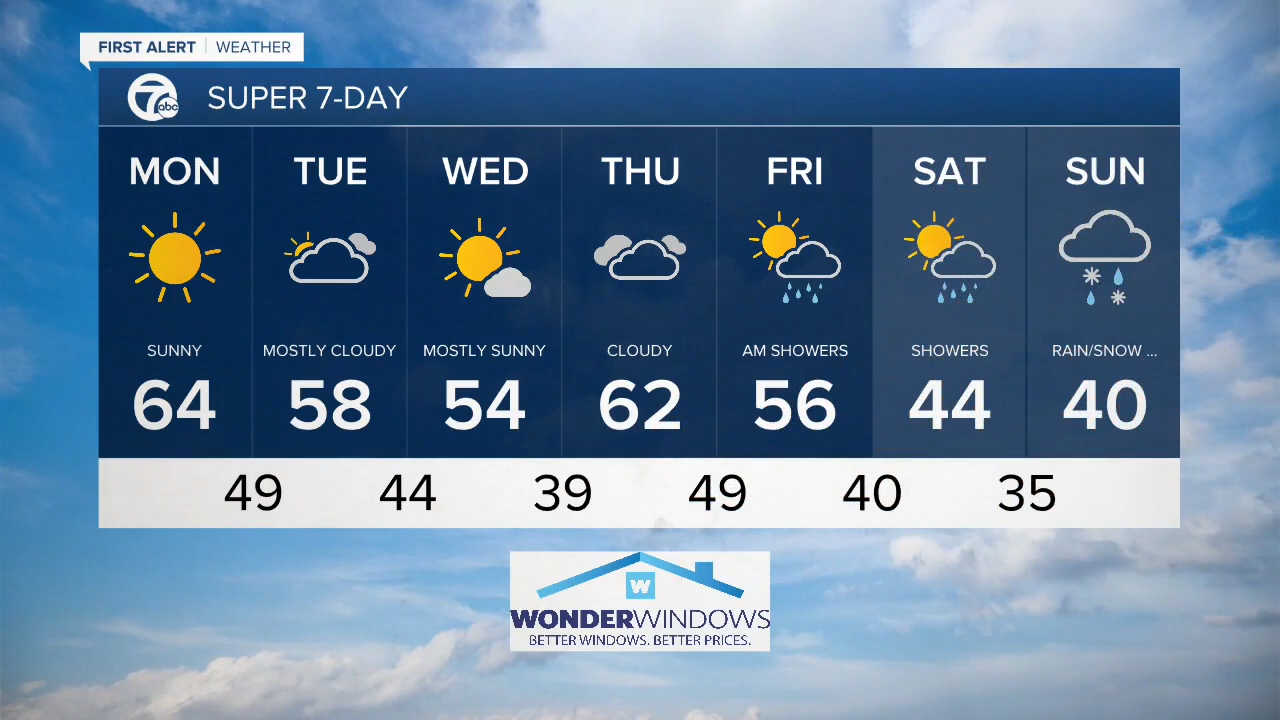 FIRST ALERT | WEATHER
7 abc SUPER 7-DAY
MON TUE WED THU FRI SAT SUN
SUNNY MOSTLY CLOUDY MOSTLY SUNNY CLOUDY AM SHOWERS SHOWERS RAIN/SNOW ...
64 58 54 62 56 44 40
49 44 39 49 40 35
W
WONDERWINDOWS
BETTER WINDOWS. BETTER PRICES.